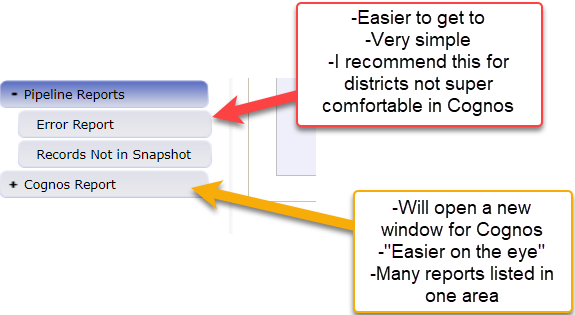 -Easier to get to
-Very simple
-I recommend this for
districts not super
comfortable in Cognos
- Pipeline Reports
Error Report
Records Not in Snapshot
+ Cognos Report
-Will open a new
window for Cognos
-"Easier on the eye"
-Many reports listed in
one area